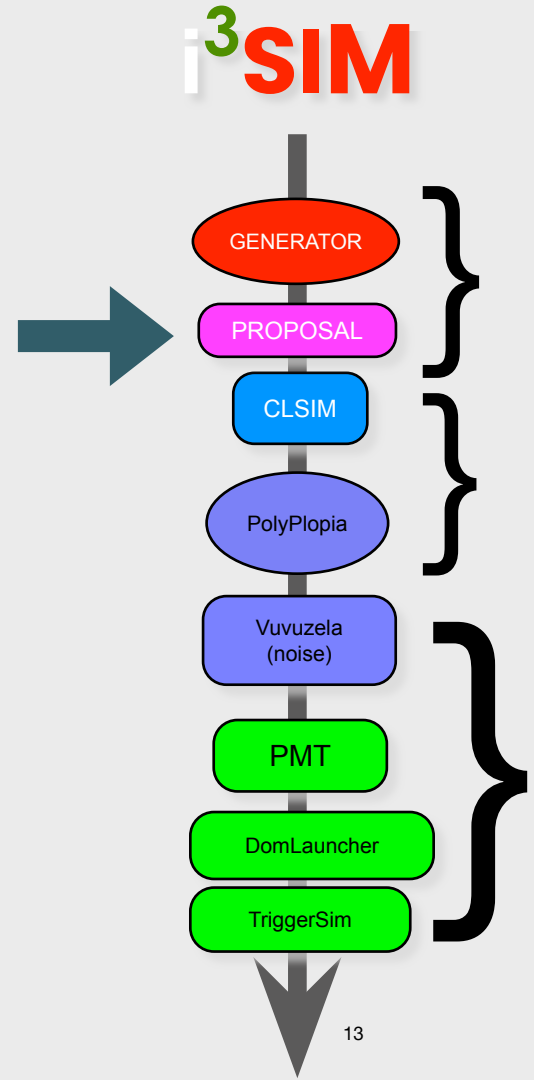 i³SIM
GENERATOR
PROPOSAL
CLSIM
PolyPlopia
Vuvuzela
(noise)
PMT
DomLauncher
TriggerSim
13